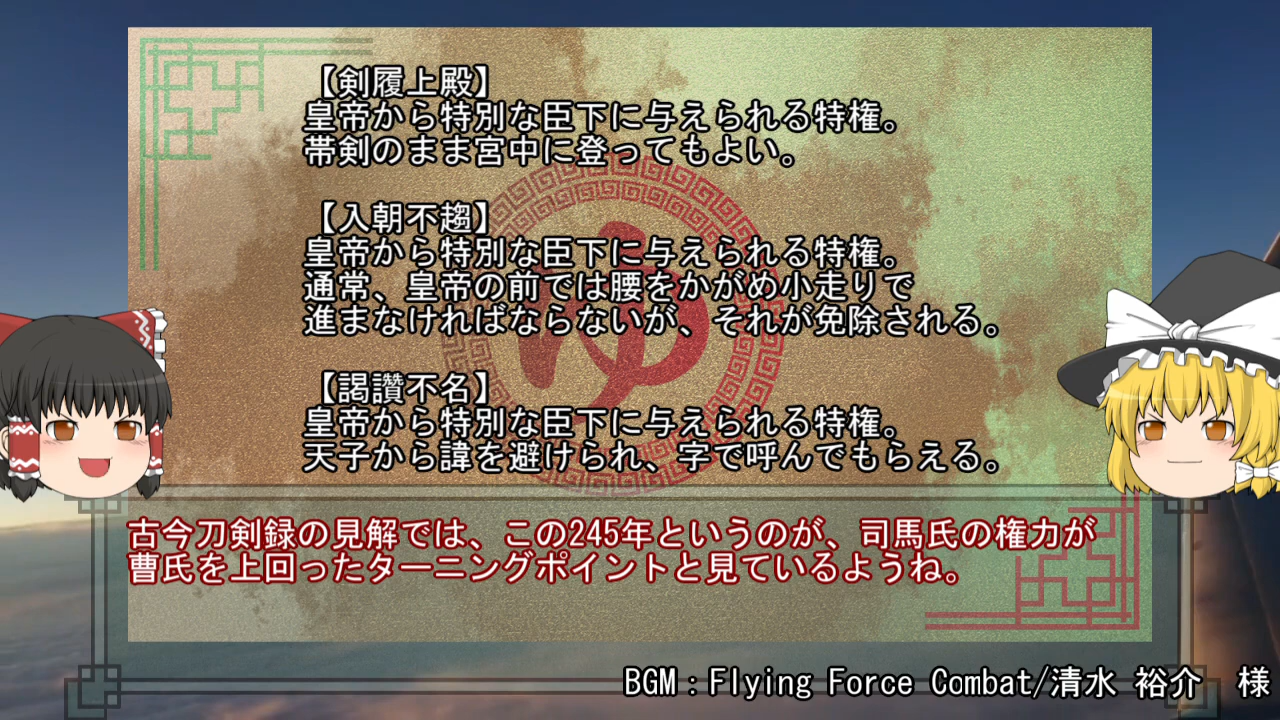 【剣履上殿】
皇帝から特別な臣下に与えられる特権。
帯剣のまま宮中に登ってもよい。
【入朝不趨】
皇帝から特別な臣下に与えられる特権。
通常、皇帝の前では腰をかがめ小走りで
進まなければならないが、それが免除される。
【謁讚不名】
皇帝から特別な臣下に与えられる特権。
天子から諱を避けられ、字で呼んでもらえる。
ゆ
古今刀剣録の見解では、この245年というのが、司馬氏の権力が
曹氏を上回ったターニングポイントと見ているようね。
BGM：Flying Force Combat/清水 裕介　様